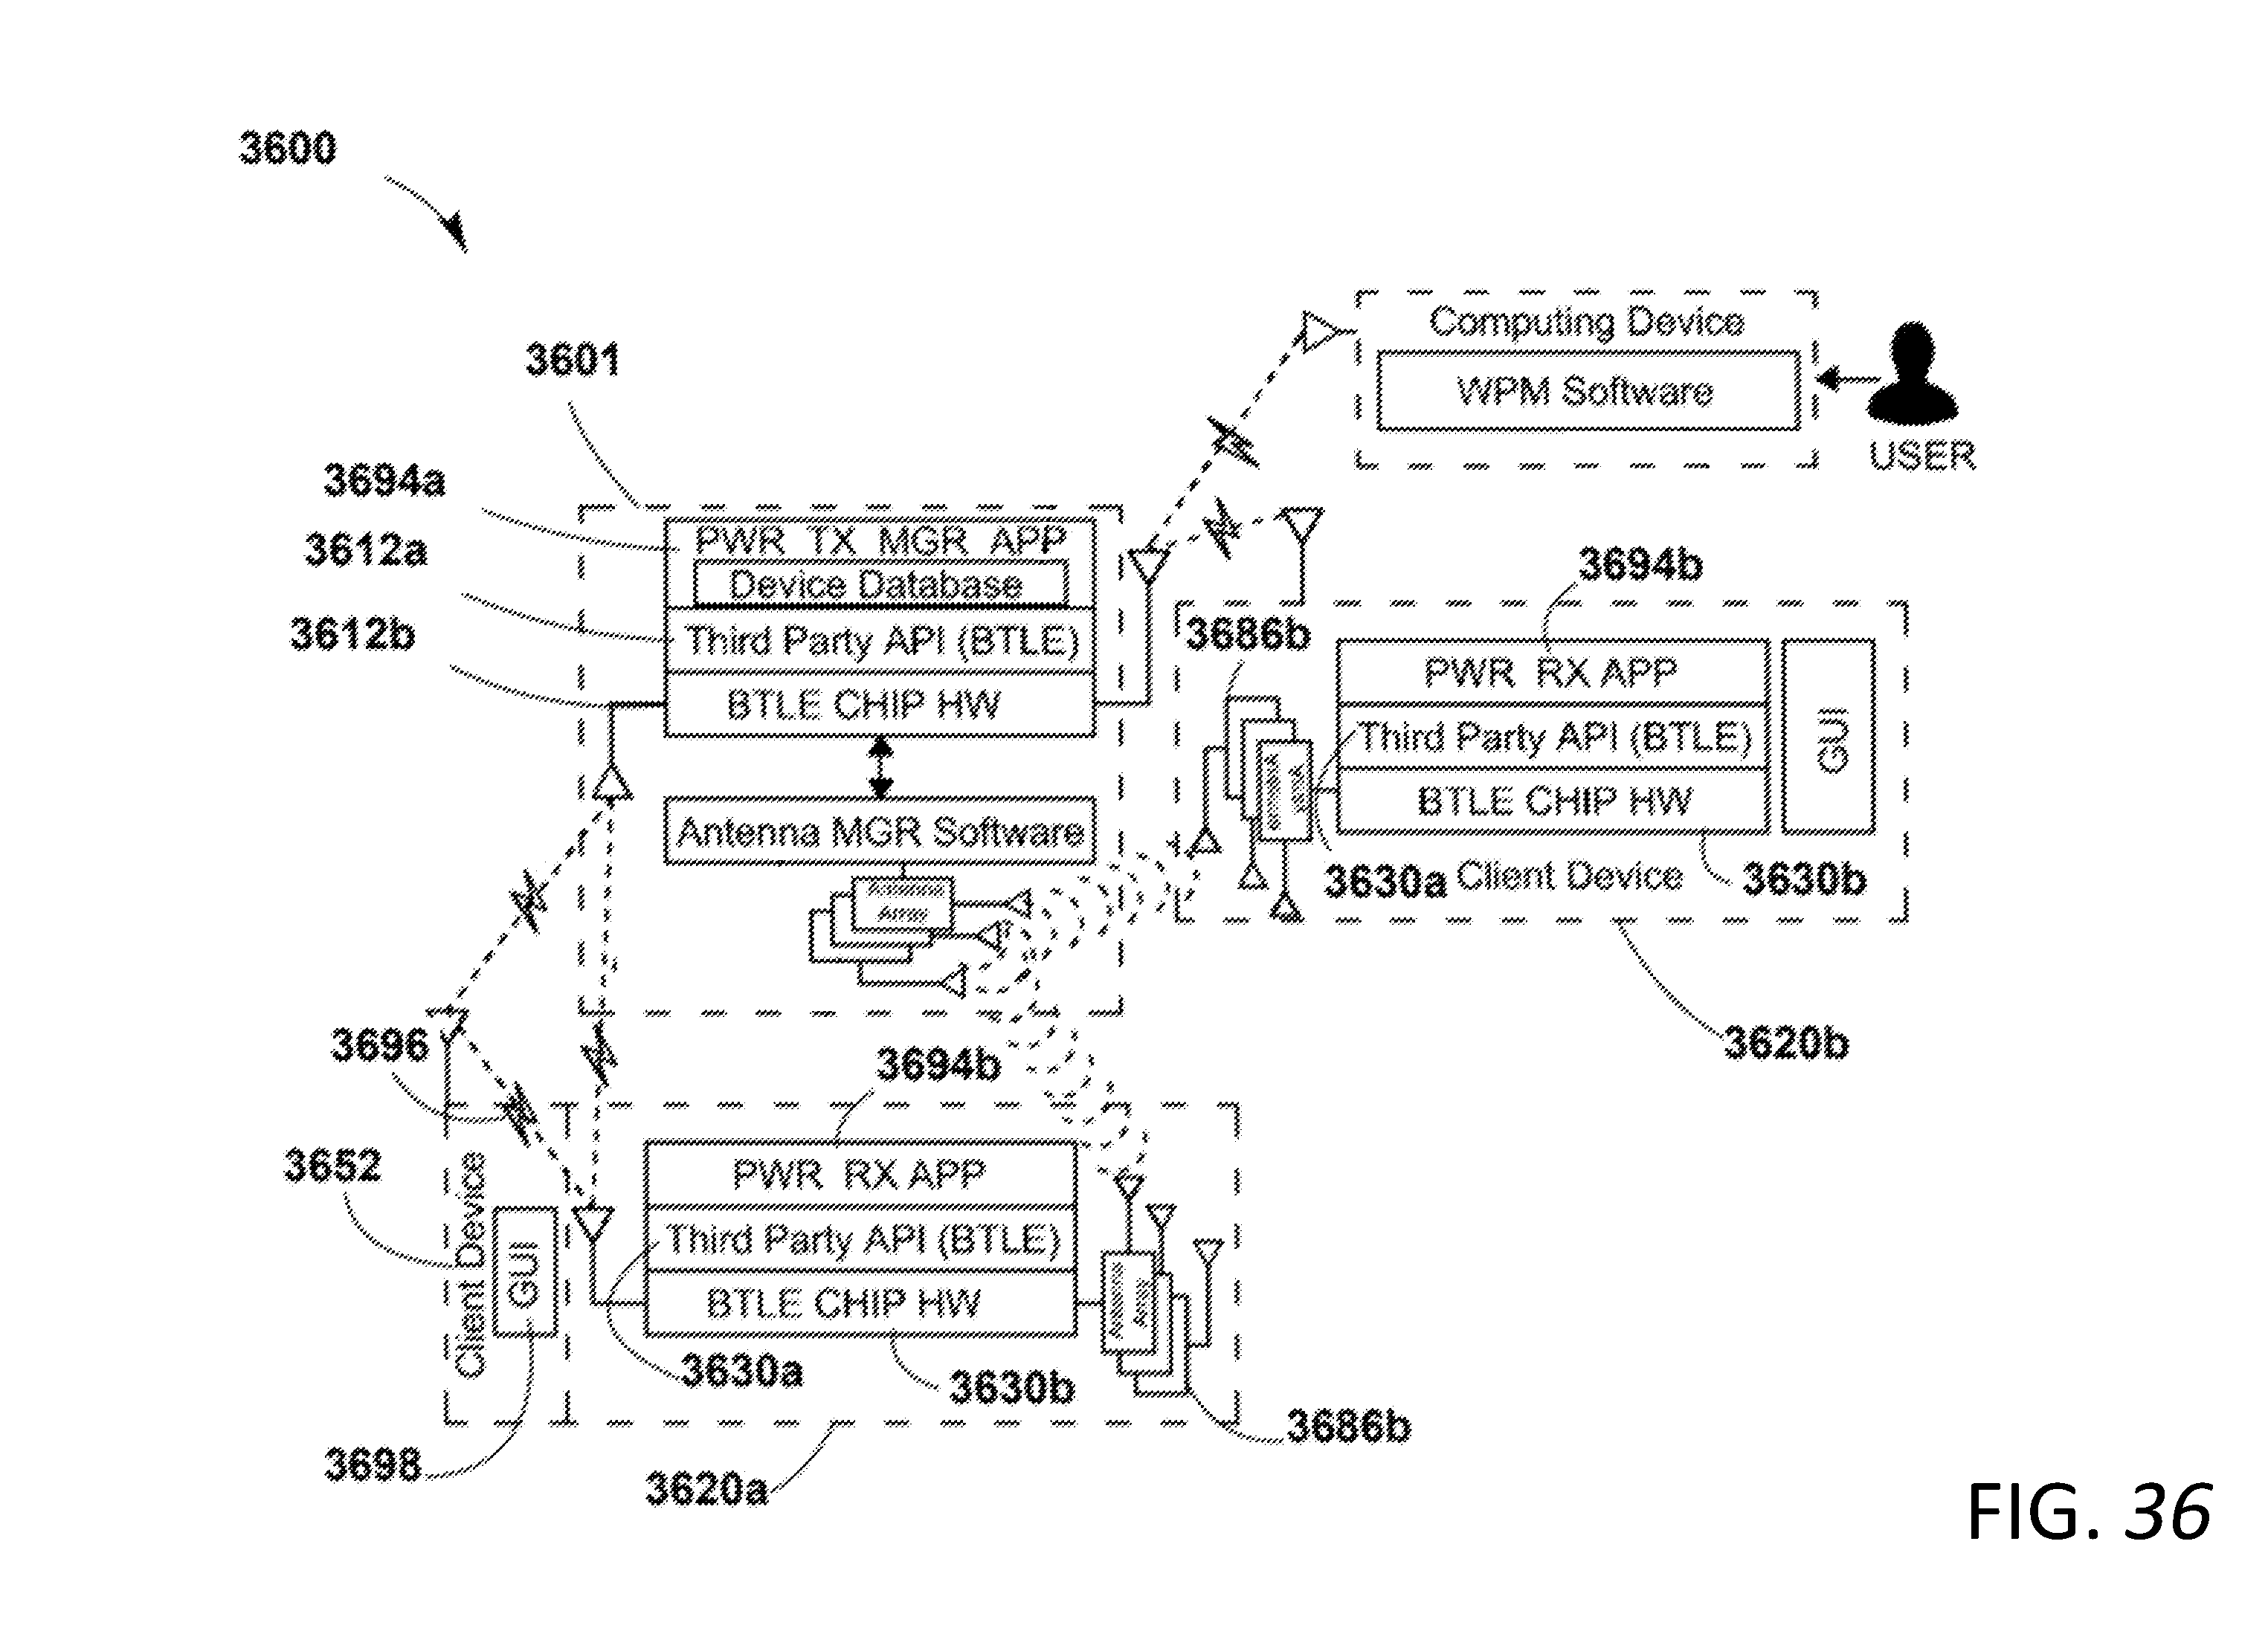 3600
Computing Device
WPM Software
USER
3601
3694a
PWR TX MGR APP
Device Database
3612a
Third Party API (BTLE)
3612b
BTLE CHIP HW
Antenna MGR Software
Antenna
Array
3694b
3686b
PWR RX APP
Third Party API (BTLE)
BTLE CHIP HW
GUI
Antenna
Array
3630a
Client Device
3630b
3620b
3696
3694b
3652
Client Device
GUI
PWR RX APP
Third Party API (BTLE)
BTLE CHIP HW
Antenna
Array
3630a
3630b
3686b
3698
3620a
FIG. 36